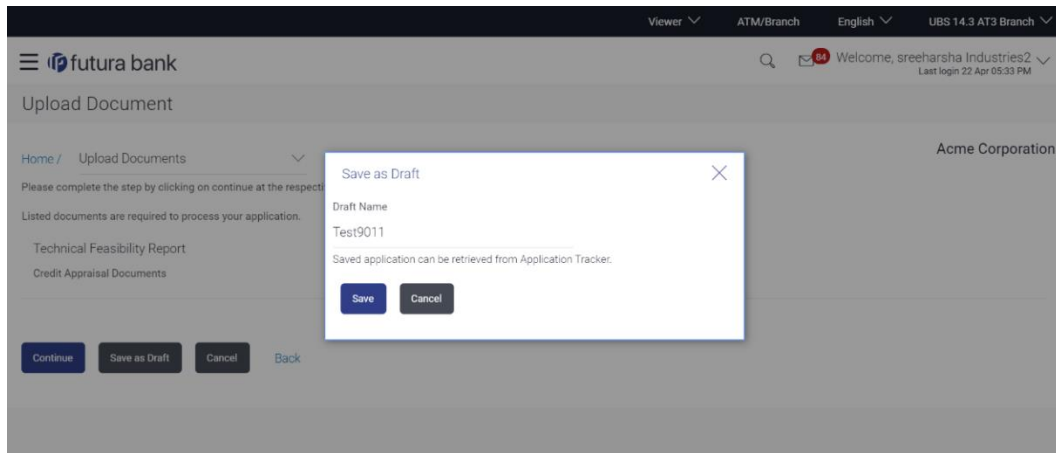 Viewer ATM/Branch English UBS 14.3 AT3 Branch
futura bank
84 Welcome, sreeharsha Industries2
Last login 22 Apr 05:33 PM
Upload Document
Home / Upload Documents
Acme Corporation
Please complete the step by clicking on continue at the respecti
Listed documents are required to process your application.
Technical Feasibility Report
Credit Appraisal Documents
Save as Draft
Draft Name
Test9011
Saved application can be retrieved from Application Tracker.
Save Cancel
Continue Save as Draft Cancel Back